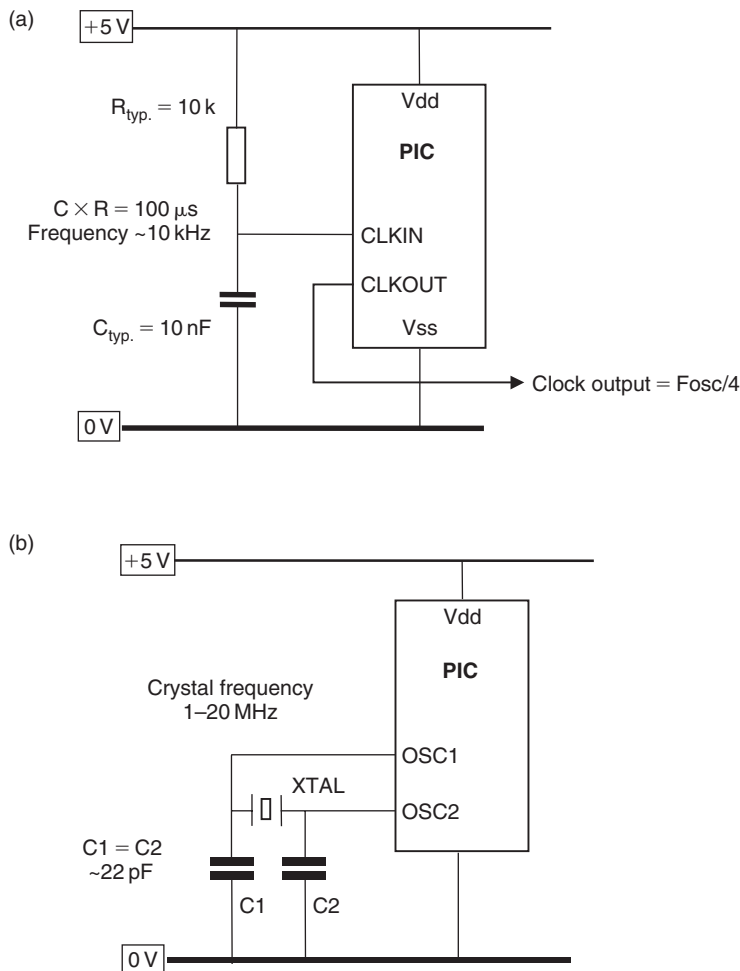 (a)
+5 V
R_typ. = 10 k
Vdd
PIC
C × R = 100 μs
Frequency ~10 kHz
CLKIN
CLKOUT
C_typ. = 10 nF
Vss
Clock output = Fosc/4
0 V
(b)
+5 V
Vdd
PIC
Crystal frequency
1–20 MHz
OSC1
XTAL
OSC2
C1 = C2
~22 pF
C1
C2
0 V